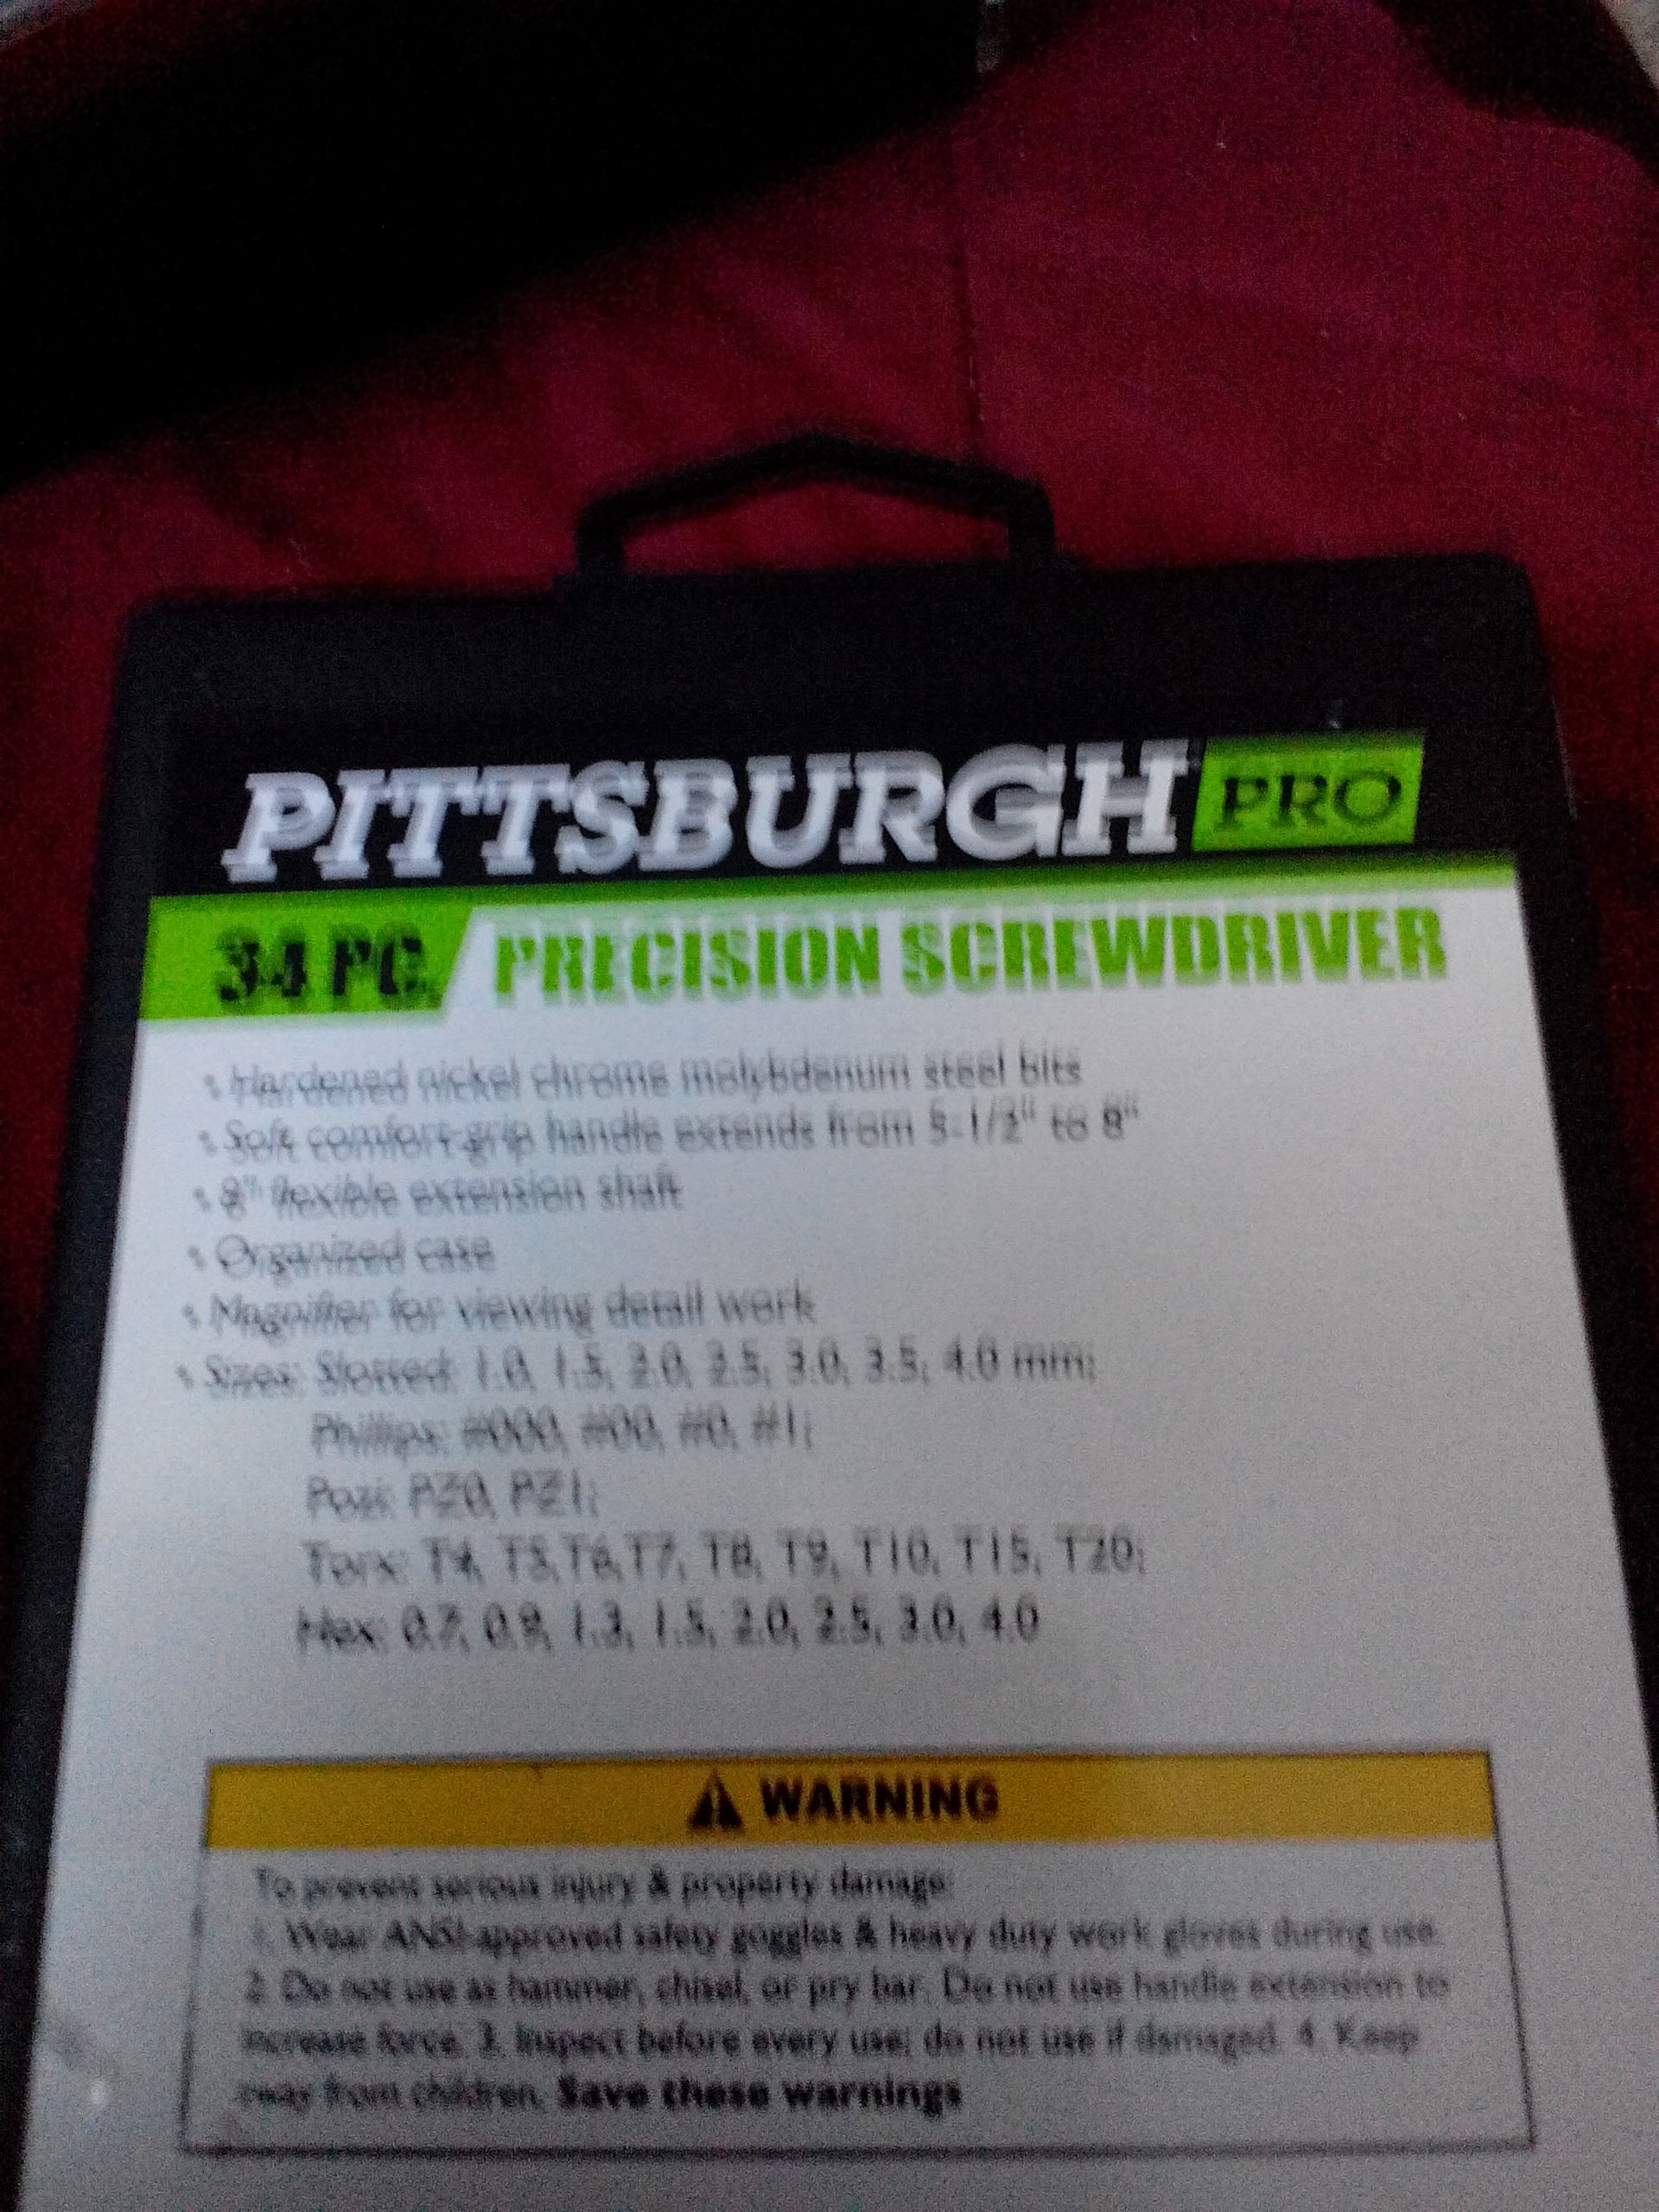 PITTSBURGH PRO
34 PC. PRECISION SCREWDRIVER
• Hardened nickel chrome molybdenum steel bits
• Soft comfort-grip handle extends from 5-1/2" to 8"
• 8" flexible extension shaft
• Organized case
• Magnifier for viewing detail work
• Sizes: Slotted: 1.0, 1.5, 2.0, 2.5, 3.0, 3.5, 4.0 mm;
Phillips: #000, #00, #0, #1;
Pozi: PZ0, PZ1;
Torx: T4, T5,T6,T7, T8, T9, T10, T15, T20;
Hex: 0.7, 0.9, 1.3, 1.5, 2.0, 2.5, 3.0, 4.0
WARNING
To prevent serious injury & property damage:
1. Wear ANSI-approved safety goggles & heavy duty work gloves during use.
2. Do not use as hammer, chisel, or pry bar. Do not use handle extension to
increase force. 3. Inspect before every use; do not use if damaged. 4. Keep
away from children. Save these warnings